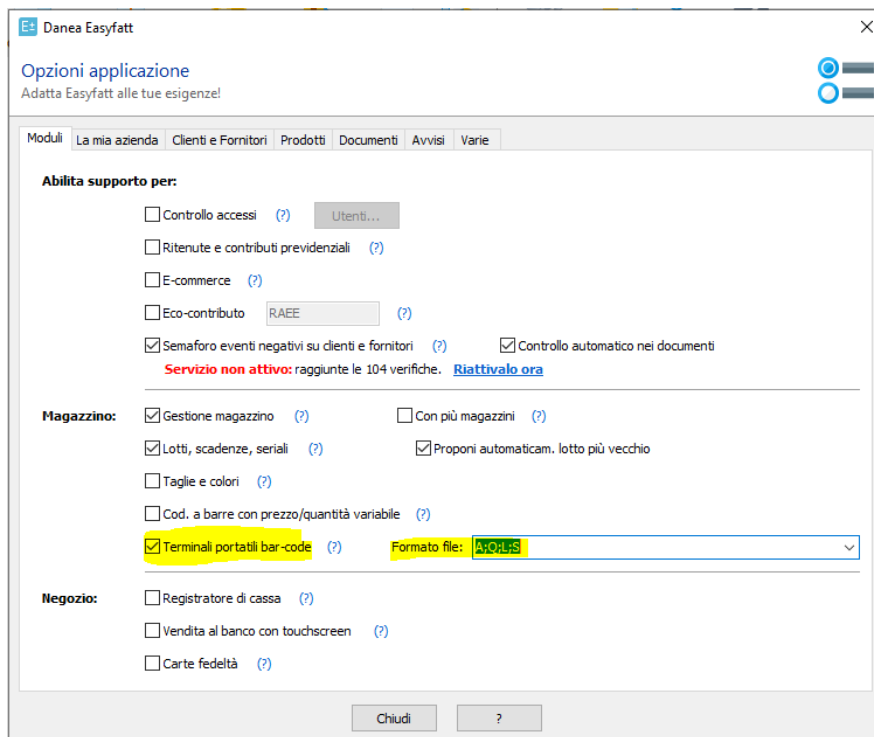 Danea Easyfatt
Opzioni applicazione
Adatta Easyfatt alle tue esigenze!
Moduli La mia azienda Clienti e Fornitori Prodotti Documenti Avvisi Varie
Abilita supporto per:
Controllo accessi (?) Utenti...
Ritenute e contributi previdenziali (?)
E-commerce (?)
Eco-contributo RAEE (?)
Semaforo eventi negativi su clienti e fornitori (?) Controllo automatico nei documenti
Servizio non attivo: raggiunte le 104 verifiche. Riattivalo ora
Magazzino: Gestione magazzino (?) Con più magazzini (?)
Lotti, scadenze, seriali (?) Proponi automaticam. lotto più vecchio
Taglie e colori (?)
Cod. a barre con prezzo/quantità variabile (?)
Terminali portatili bar-code (?) Formato file: A;Q;L;S
Negozio: Registratore di cassa (?)
Vendita al banco con touchscreen (?)
Carte fedeltà (?)
Chiudi ?